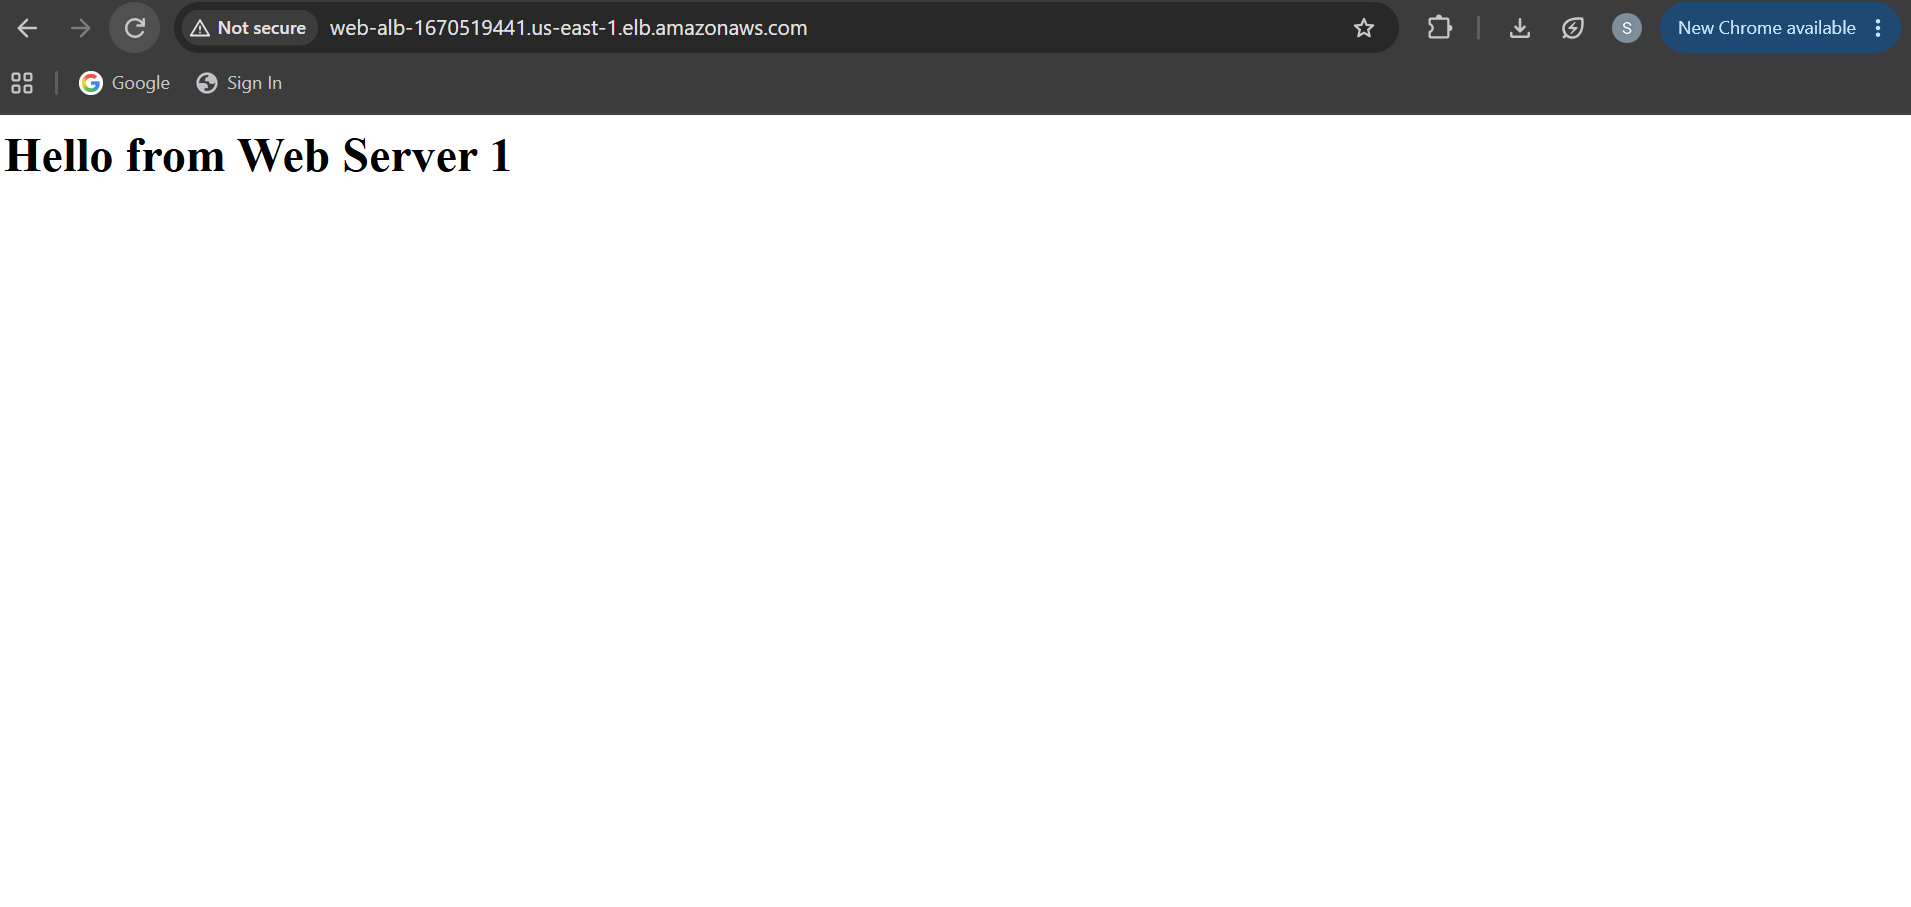 Not secure web-alb-1670519441.us-east-1.elb.amazonaws.com S New Chrome available
Google Sign In
Hello from Web Server 1